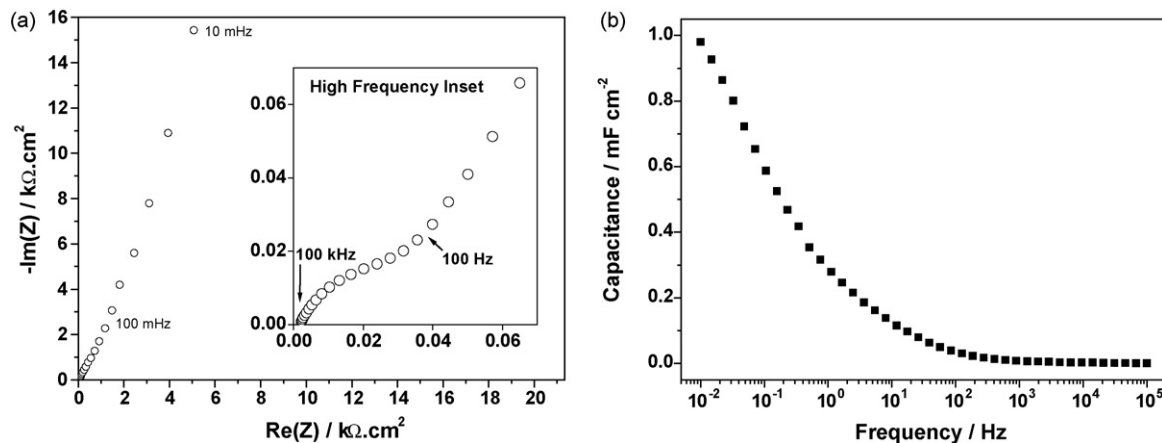 (a)
16
14
12
10
8
6
4
2
0
-Im(Z) / kΩ.cm²
10 mHz
100 mHz
High Frequency Inset
0.06
0.04
0.02
0.00
100 kHz
100 Hz
0.00 0.02 0.04 0.06
0 2 4 6 8 10 12 14 16 18 20
Re(Z) / kΩ.cm²
(b)
1.0
0.8
0.6
0.4
0.2
0.0
Capacitance / mF cm⁻²
10⁻² 10⁻¹ 10⁰ 10¹ 10² 10³ 10⁴ 10⁵
Frequency / Hz